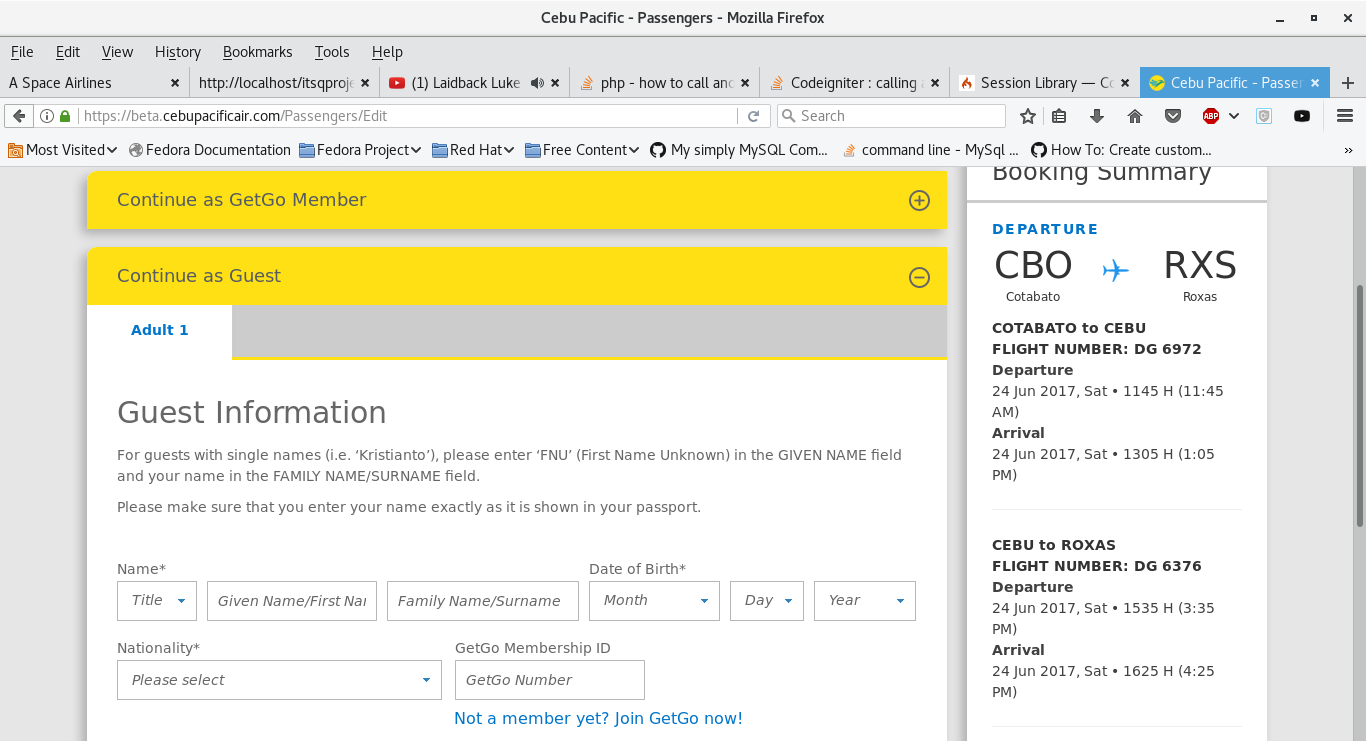 Cebu Pacific - Passengers - Mozilla Firefox
File Edit View History Bookmarks Tools Help
A Space Airlines
http://localhost/itsqproje
(1) Laidback Luke
php - how to call and
Codeigniter : calling a
Session Library — Co
Cebu Pacific - Passer
https://beta.cebupacificair.com/Passengers/Edit
Search
ABP
Most Visited
Fedora Documentation
Fedora Project
Red Hat
Free Content
My simply MySQL Com...
command line - MySql ...
How To: Create custom...
»
Continue as GetGo Member
Continue as Guest
Adult 1
Guest Information
For guests with single names (i.e. ‘Kristianto’), please enter ‘FNU’ (First Name Unknown) in the GIVEN NAME field
and your name in the FAMILY NAME/SURNAME field.
Please make sure that you enter your name exactly as it is shown in your passport.
Name*
Date of Birth*
Title
Given Name/First Nar
Family Name/Surname
Month
Day
Year
Nationality*
GetGo Membership ID
Please select
GetGo Number
Not a member yet? Join GetGo now!
Booking Summary
DEPARTURE
CBO
RXS
Cotabato
Roxas
COTABATO to CEBU
FLIGHT NUMBER: DG 6972
Departure
24 Jun 2017, Sat • 1145 H (11:45
AM)
Arrival
24 Jun 2017, Sat • 1305 H (1:05
PM)
CEBU to ROXAS
FLIGHT NUMBER: DG 6376
Departure
24 Jun 2017, Sat • 1535 H (3:35
PM)
Arrival
24 Jun 2017, Sat • 1625 H (4:25
PM)